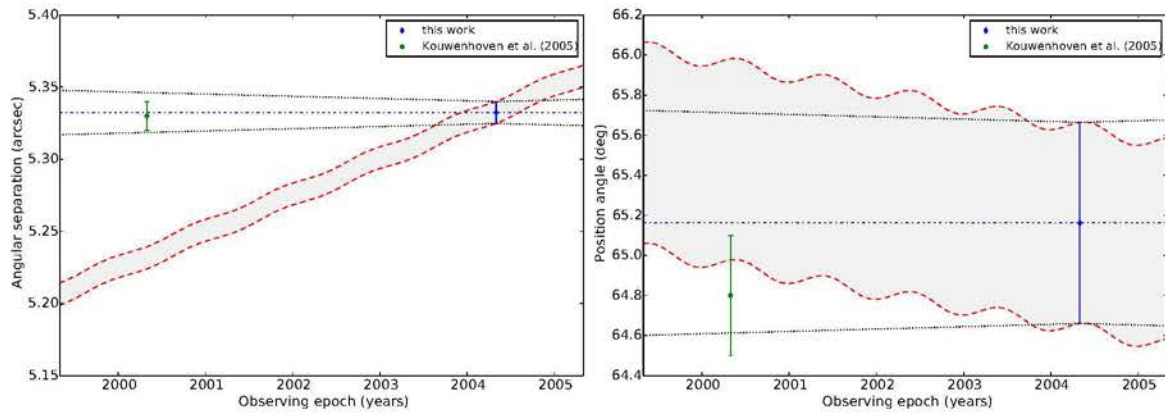 5.40
5.35
5.30
5.25
5.20
5.15
Angular separation (arcsec)
this work
Kouwenhoven et al. (2005)
2000 2001 2002 2003 2004 2005
Observing epoch (years)
66.2
66.0
65.8
65.6
65.4
65.2
65.0
64.8
64.6
64.4
Position angle (deg)
this work
Kouwenhoven et al. (2005)
2000 2001 2002 2003 2004 2005
Observing epoch (years)